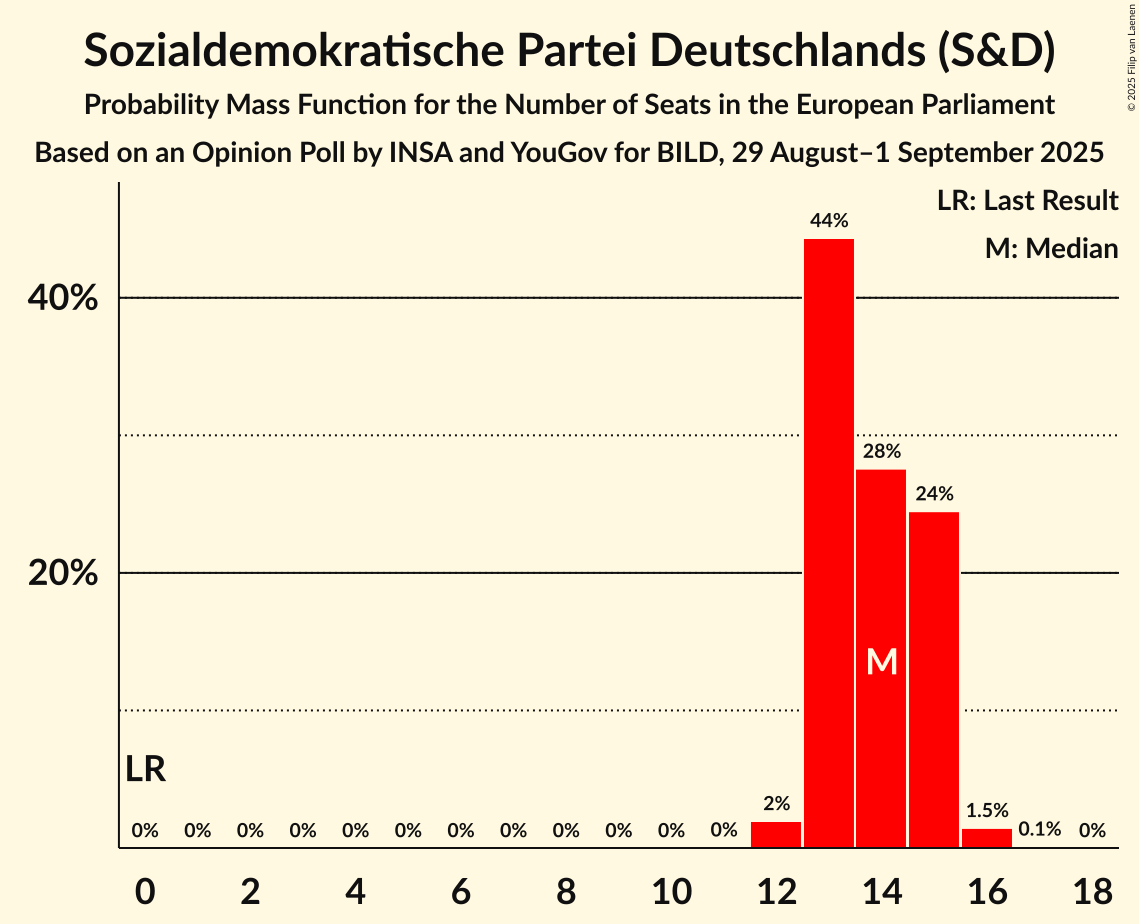 Sozialdemokratische Partei Deutschlands (S&D)
Probability Mass Function for the Number of Seats in the European Parliament
Based on an Opinion Poll by INSA and YouGov for BILD, 29 August–1 September 2025
© 2025 Filip van Laenen
LR: Last Result
M: Median
44%
40%
28%
24%
20%
M
LR
0% 0% 0% 0% 0% 0% 0% 0% 0% 0% 0% 0% 2% 1.5% 0.1% 0%
0 2 4 6 8 10 12 14 16 18